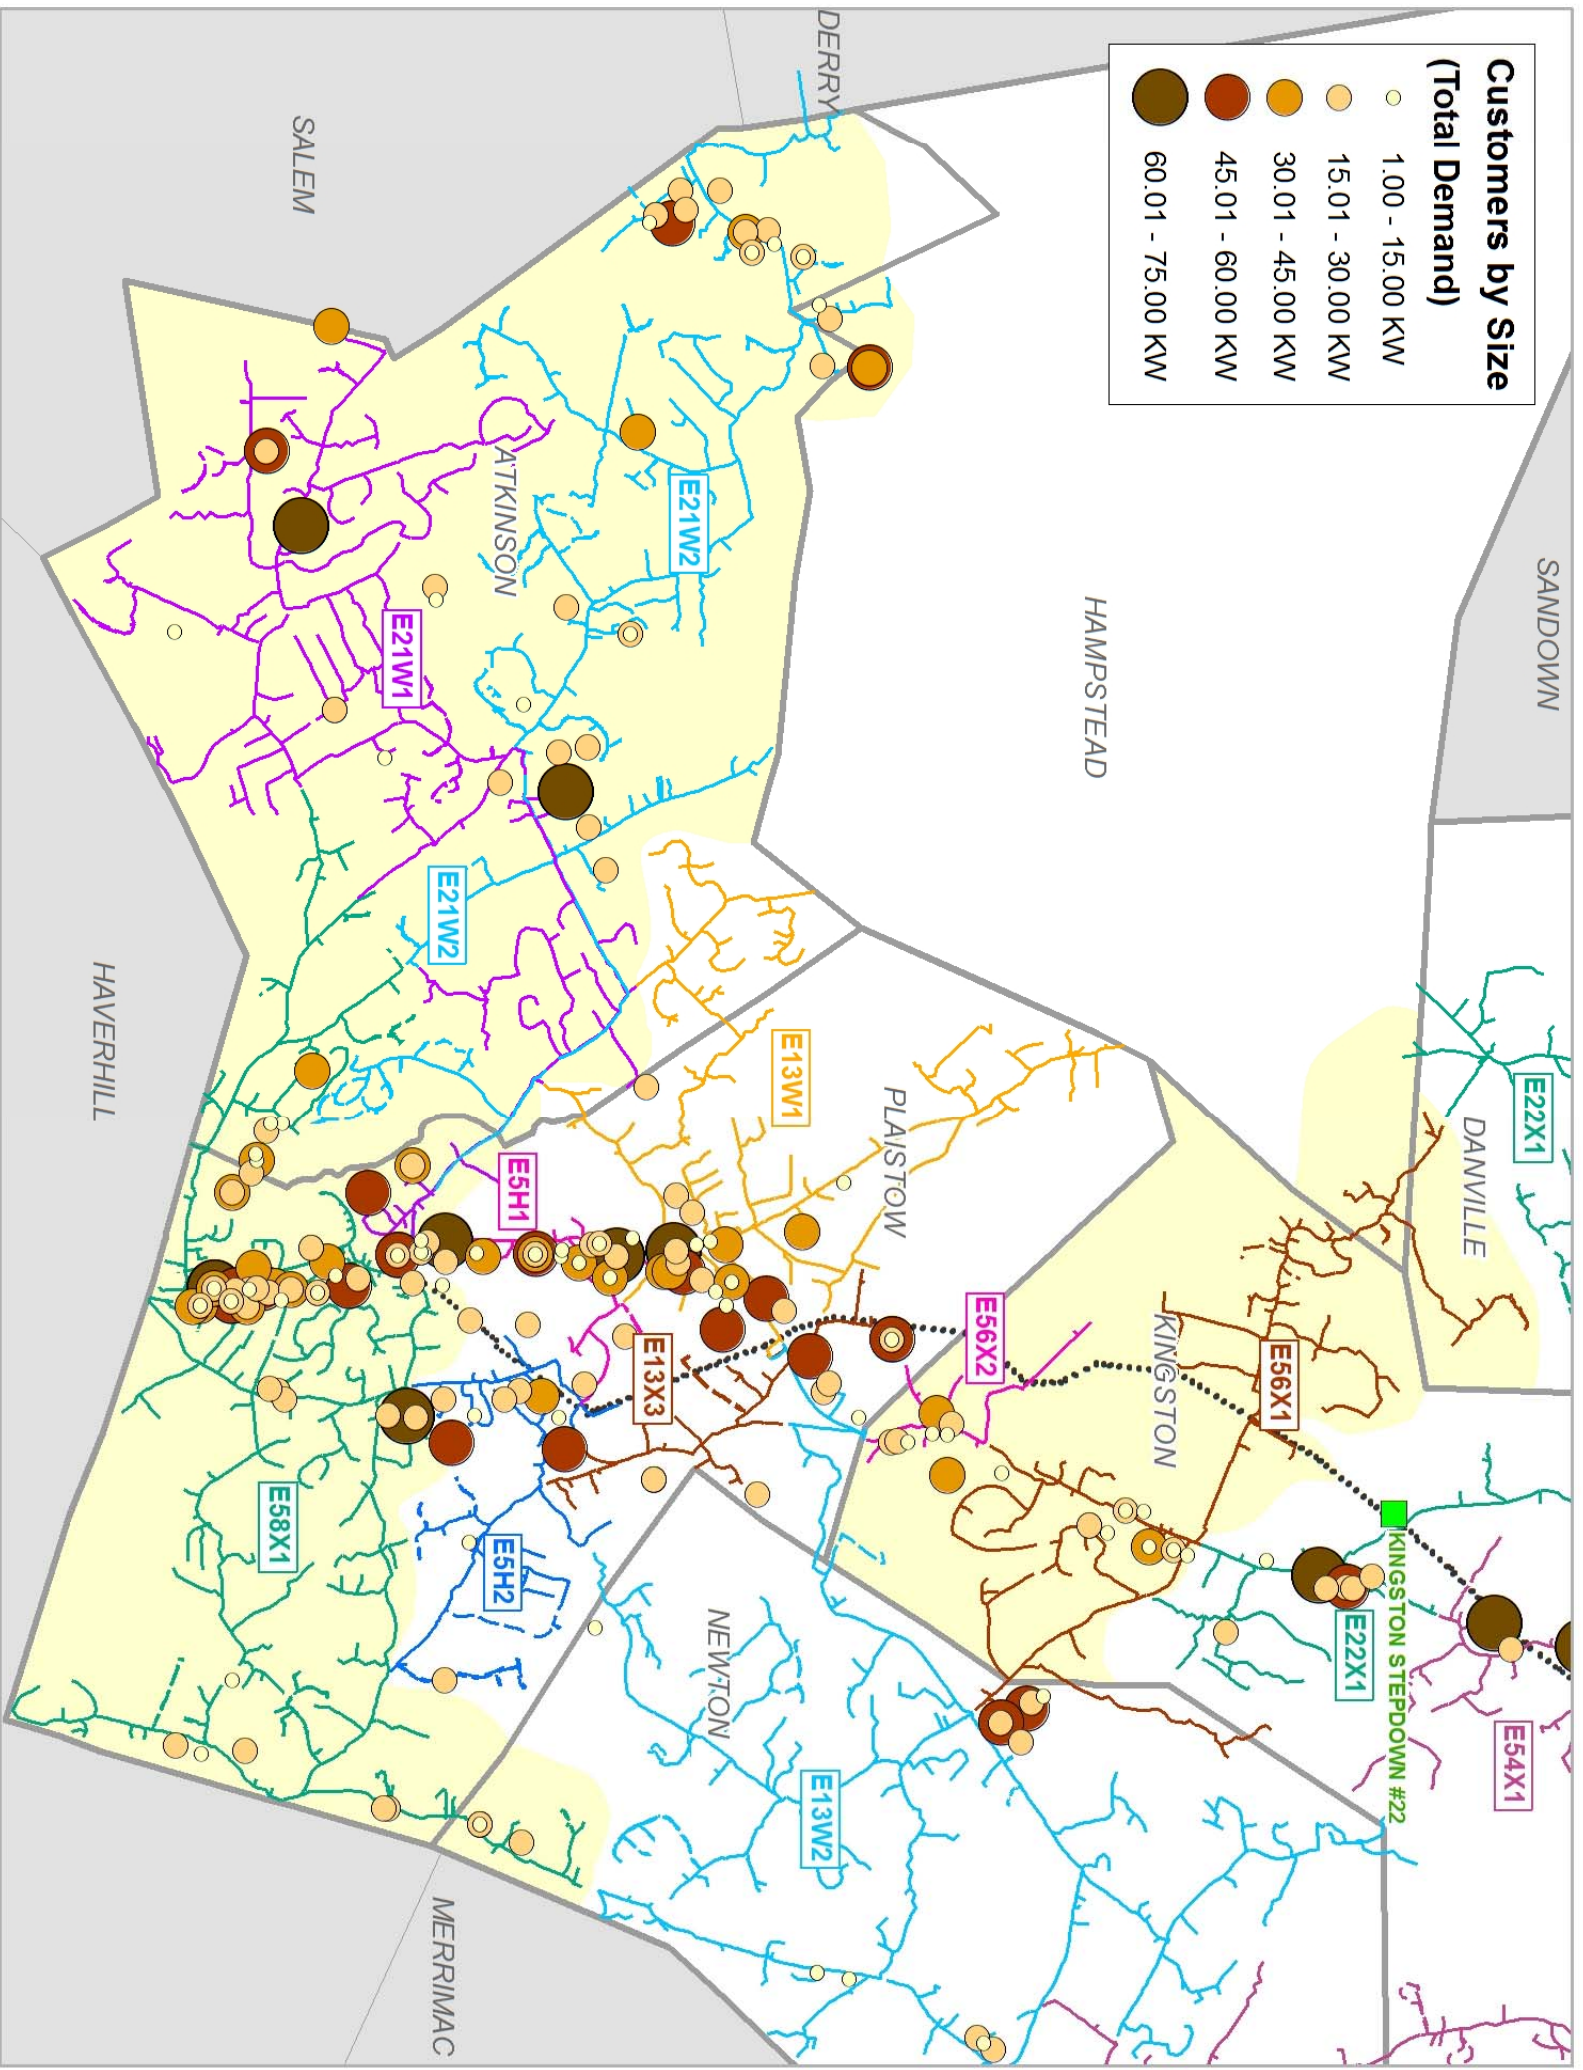 Customers by Size
(Total Demand)
1.00 - 15.00 KW
15.01 - 30.00 KW
30.01 - 45.00 KW
45.01 - 60.00 KW
60.01 - 75.00 KW
SANDOWN
DERRY
SALEM
HAMPSTEAD
ATKINSON
E21W2
E21W1
E21W2
HAVERHILL
E22X1
DANVILLE
E13W1
PLAISTOW
E5H1
E56X2
KINGSTON
E56X1
E13X3
E58X1
E5H2
KINGSTON STEPDOWN #22
E22X1
E54X1
NEWTON
E13W2
MERRIMAC